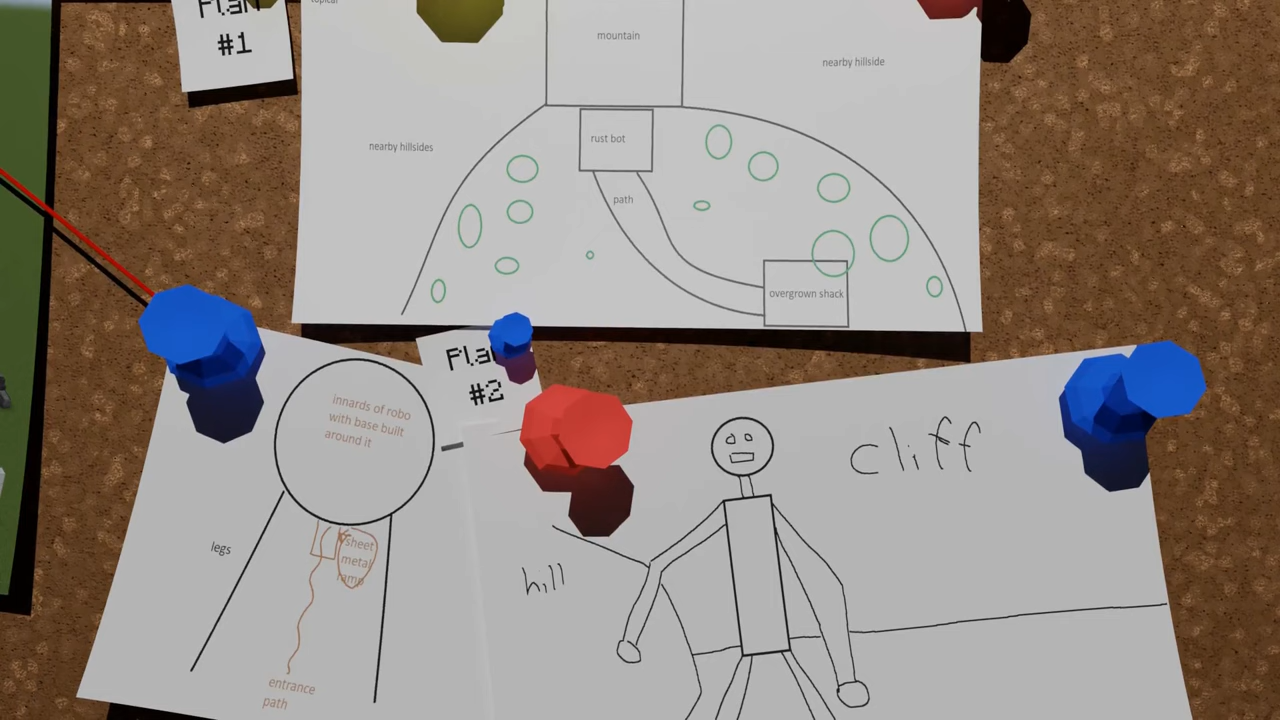 Plan
#1
topical
mountain
nearby hillside
nearby hillsides
rust bot
path
overgrown shack
Plan
#2
innards of robo
with base built
around it
legs
sheet
metal
ramp
entrance
path
cliff
hill